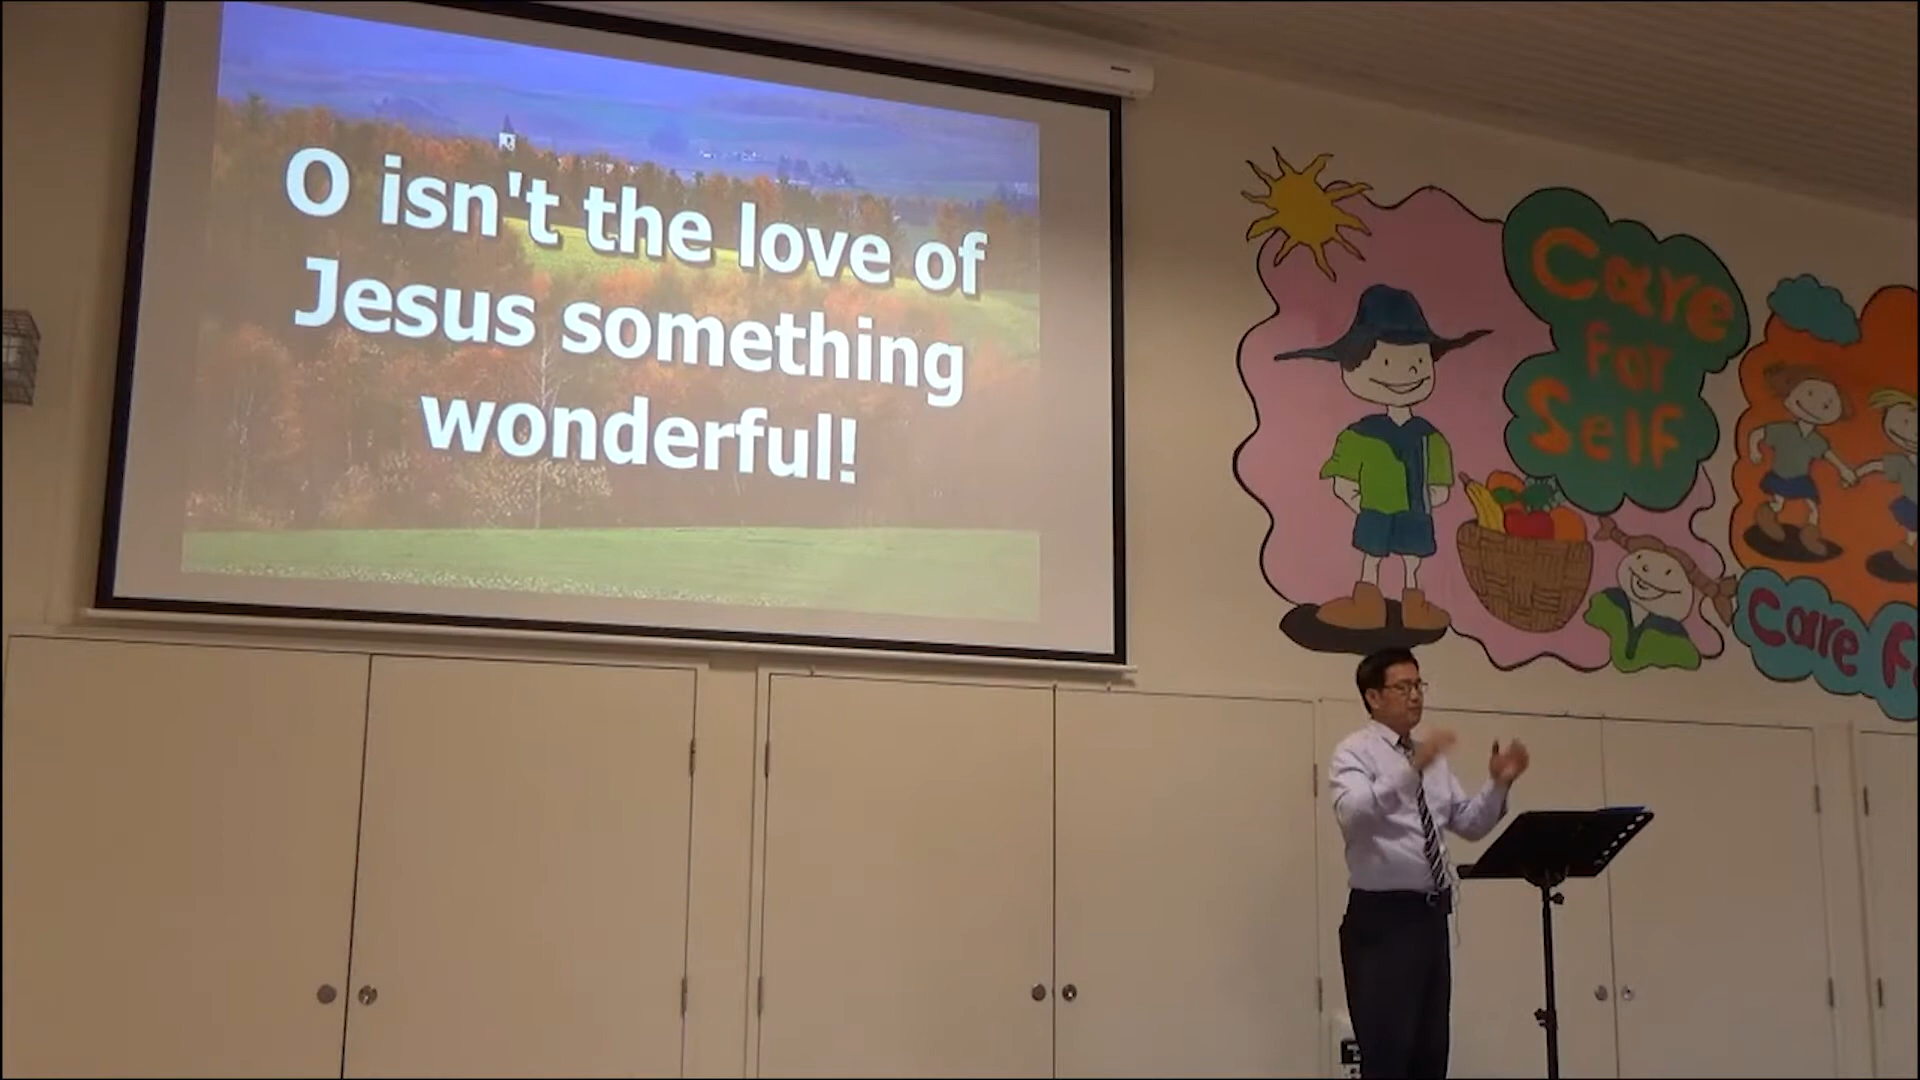 O isn't the love of
Jesus something
wonderful!
Care
For
Self
Care